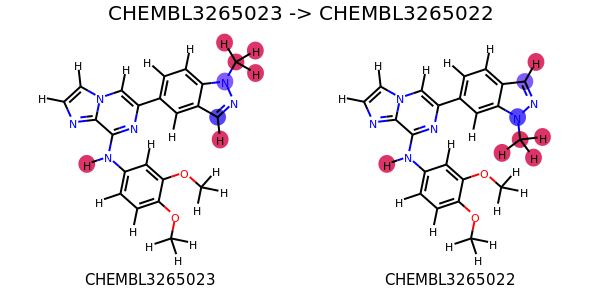 CHEMBL3265023 -> CHEMBL3265022
H H H H H H H H H N N N N N N N H H H H H H O O H H H H H H
H H H H H H H H H N N N N N N N H H H H H H O O H H H H H H
CHEMBL3265023 CHEMBL3265022